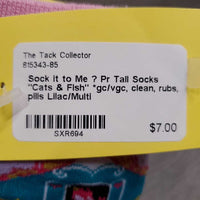 The Tack Collector
615343-85
Sock it to Me ? Pr Tall Socks
"Cats & Fish" *gc/vgc, clean, rubs,
pills Lilac/Multi
SXR694
$7.00